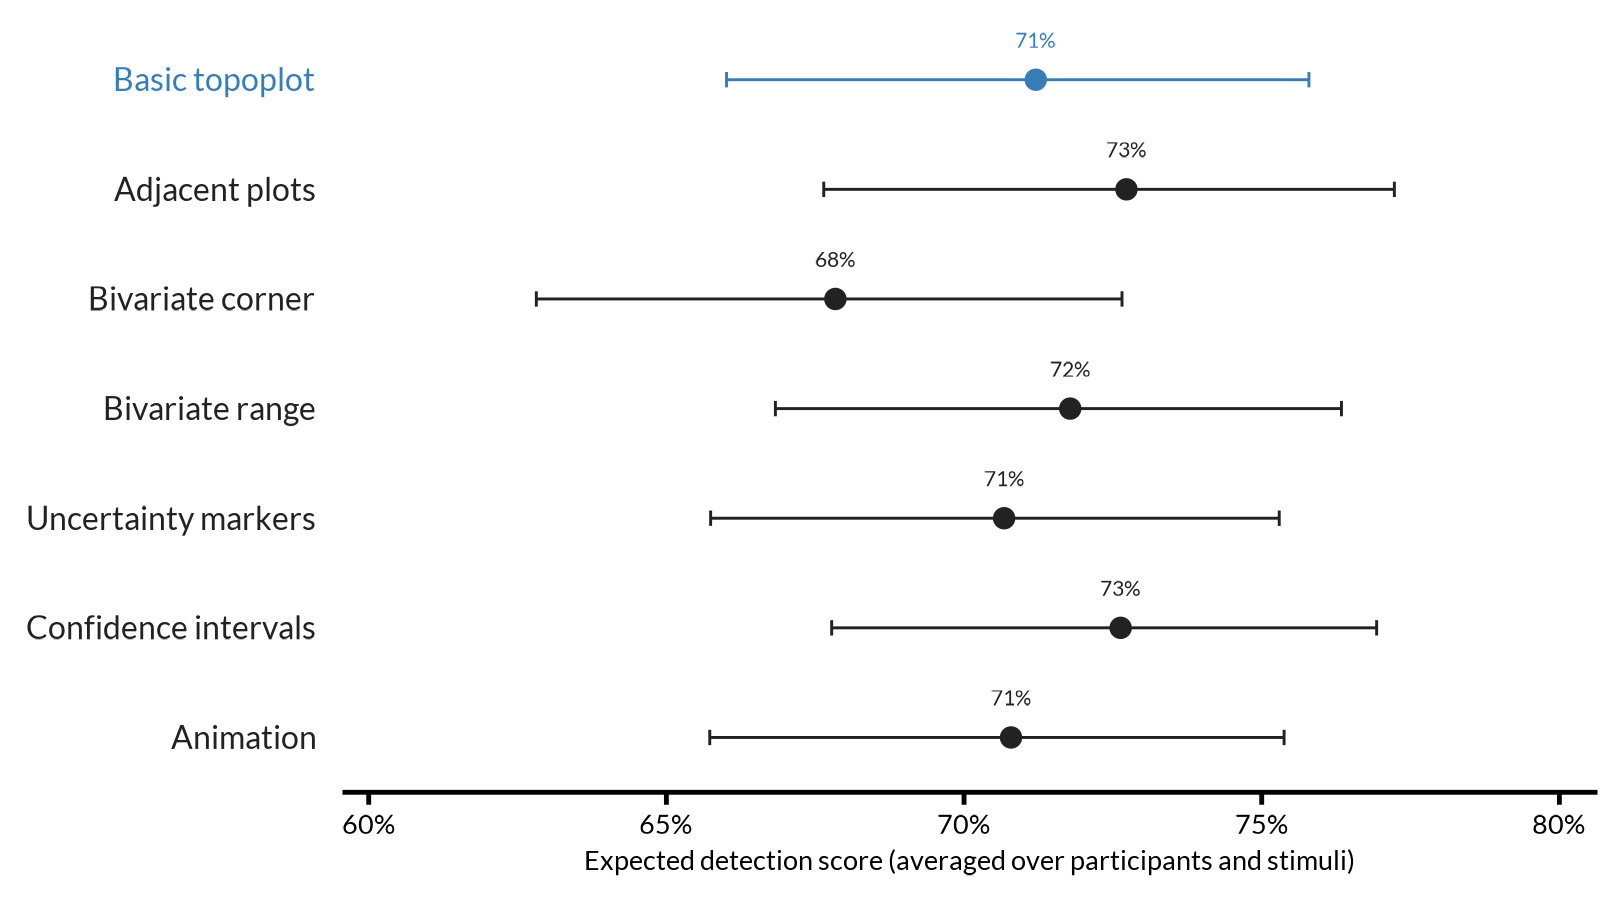 71%
Basic topoplot
73%
Adjacent plots
68%
Bivariate corner
72%
Bivariate range
71%
Uncertainty markers
73%
Confidence intervals
71%
Animation
60% 65% 70% 75% 80%
Expected detection score (averaged over participants and stimuli)